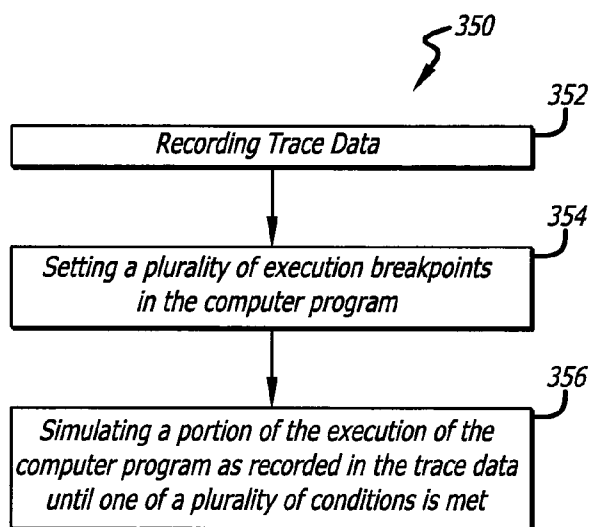 350
352
Recording Trace Data
354
Setting a plurality of execution breakpoints
in the computer program
356
Simulating a portion of the execution of the
computer program as recorded in the trace data
until one of a plurality of conditions is met